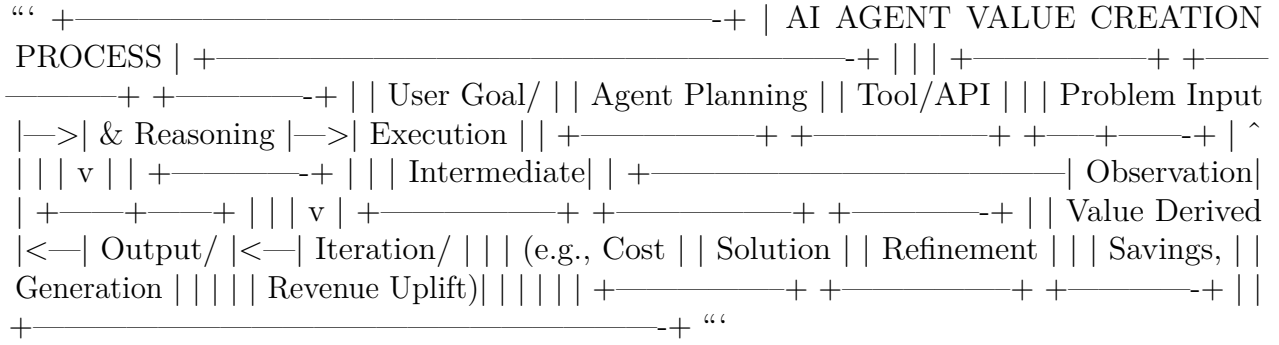 “‘ +————————————————————-+ | AI AGENT VALUE CREATION
PROCESS | +————————————————————-+ | | | +——————+ +——
————+ +————-+ | | User Goal/ | | Agent Planning | | Tool/API | | | Problem Input
|—>| & Reasoning |—>| Execution | | +——————+ +——————+ +——+——-+ | ^
| | | v | | +————-+ | | | Intermediate| | +——————————————| Observation|
| +——+——+ | | | v | +——————+ +——————+ +————-+ | | Value Derived
|<—| Output/ |<—| Iteration/ | | | (e.g., Cost | | Solution | | Refinement | | | Savings, | |
Generation | | | | | Revenue Uplift)| | | | | | +——————+ +——————+ +————-+ | |
+————————————————————-+ “‘